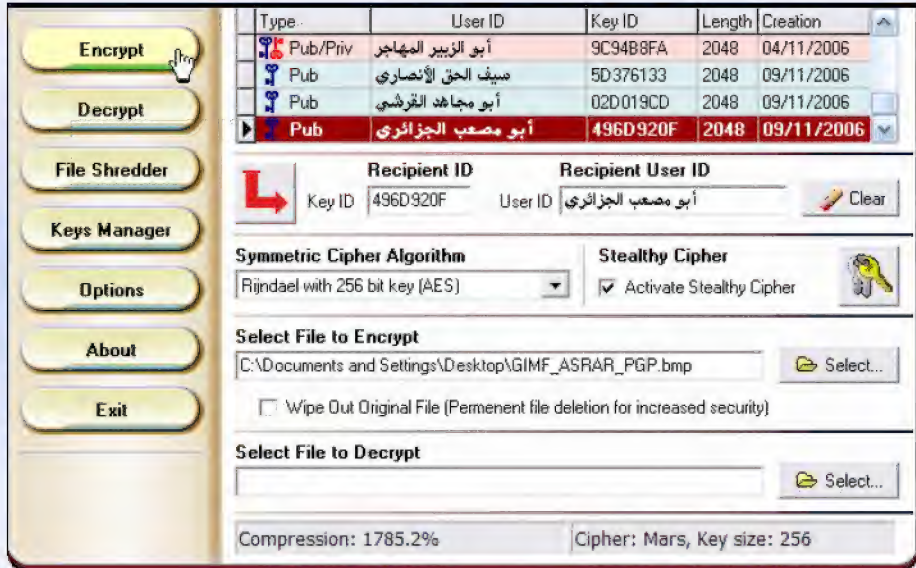 Type User ID Key ID Length Creation
Pub/Priv أبو الزبير المهاجر 9C94B8FA 2048 04/11/2006
Pub سيف الحق الأنصاري 5D376133 2048 09/11/2006
Pub أبو مجاهد القرشي 02D019CD 2048 09/11/2006
Pub أبو مصعب الجزائري 496D920F 2048 09/11/2006
Encrypt
Decrypt
File Shredder
Keys Manager
Options
About
Exit
Recipient ID Recipient User ID
Key ID 496D920F User ID أبو مصعب الجزائري Clear
Symmetric Cipher Algorithm Stealthy Cipher
Rijndael with 256 bit key (AES) Activate Stealthy Cipher
Select File to Encrypt
C:\Documents and Settings\Desktop\GIMF_ASRAR_PGP.bmp Select...
Wipe Out Original File (Permenent file deletion for increased security)
Select File to Decrypt
Select...
Compression: 1785.2% Cipher: Mars, Key size: 256